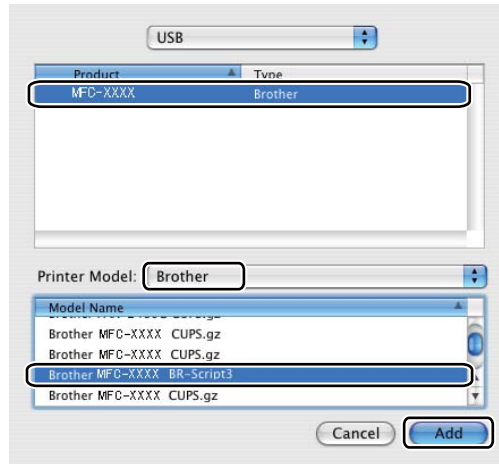 USB
Product Type
MFC-XXXX Brother
Printer Model: Brother
Model Name
Brother MFC-XXXX CUPS.gz
Brother MFC-XXXX CUPS.gz
Brother MFC-XXXX BR-Script3
Brother MFC-XXXX CUPS.gz
Cancel Add